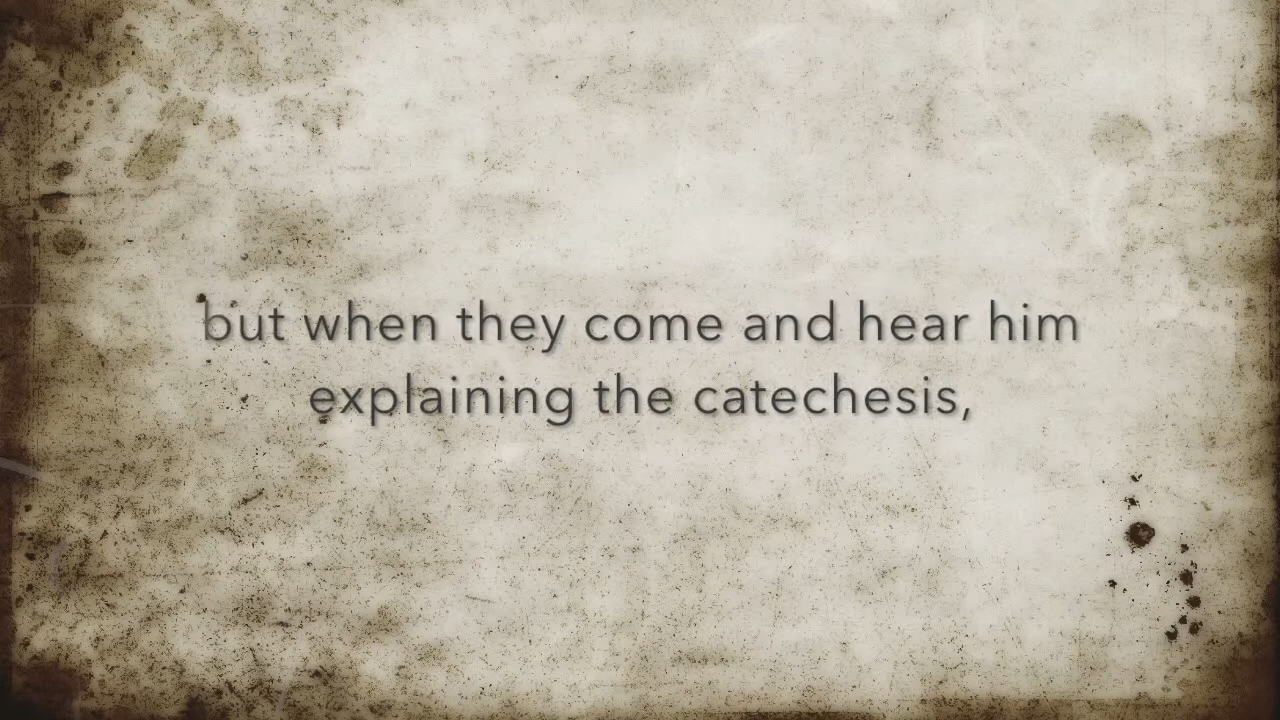 but when they come and hear him
explaining the catechesis,